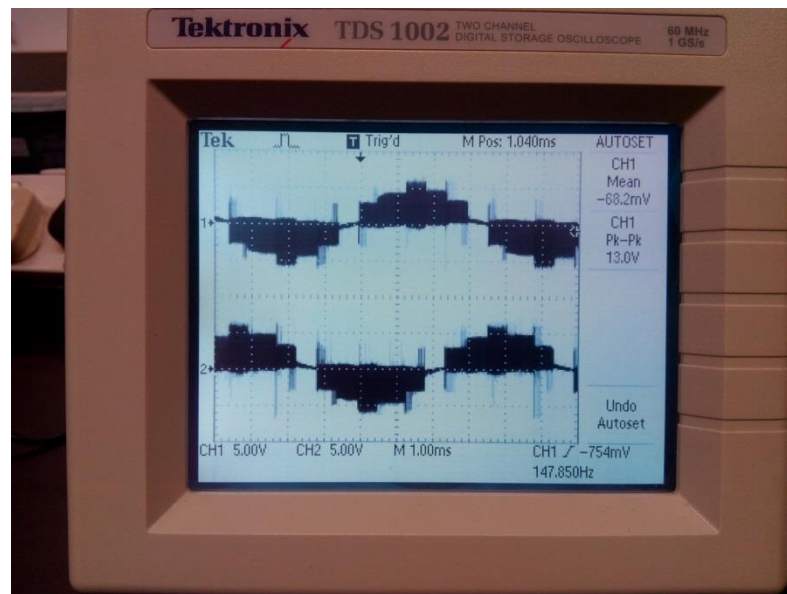 Tektronix TDS 1002 TWO CHANNEL
DIGITAL STORAGE OSCILLOSCOPE
60 MHz
1 GS/s
Tek T Trig'd M Pos: 1.040ms AUTOSET
CH1
Mean
-68.2mV
CH1
Pk-Pk
13.0V
1
2
Undo
Autoset
CH1 5.00V CH2 5.00V M 1.00ms CH1 -754mV
147.850Hz